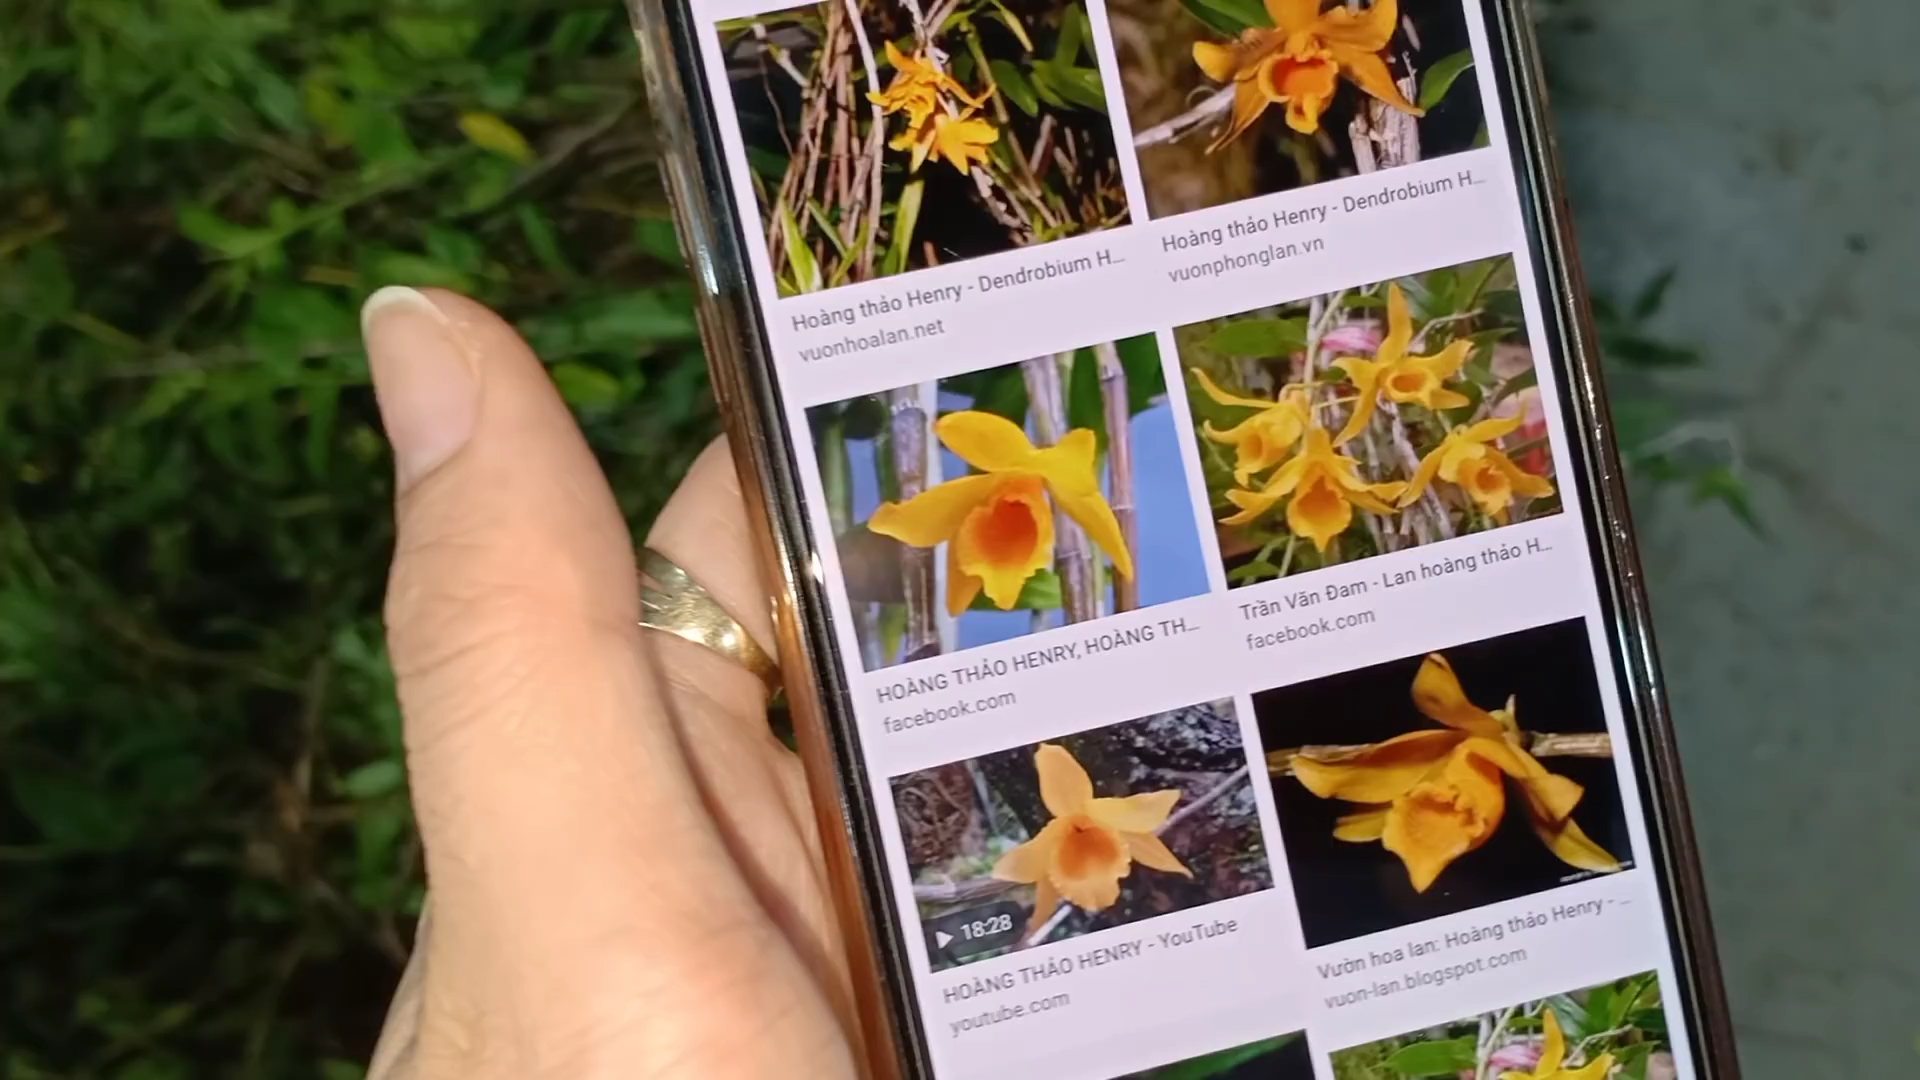 Hoàng thảo Henry - Dendrobium H...
vuonhoalan.net
Hoàng thảo Henry - Dendrobium H...
vuonphonglan.vn
HOÀNG THẢO HENRY, HOÀNG TH...
facebook.com
Trần Văn Đam - Lan hoàng thảo H...
facebook.com
18:28
HOÀNG THẢO HENRY - YouTube
youtube.com
Vườn hoa lan: Hoàng thảo Henry - ...
vuon-lan.blogspot.com